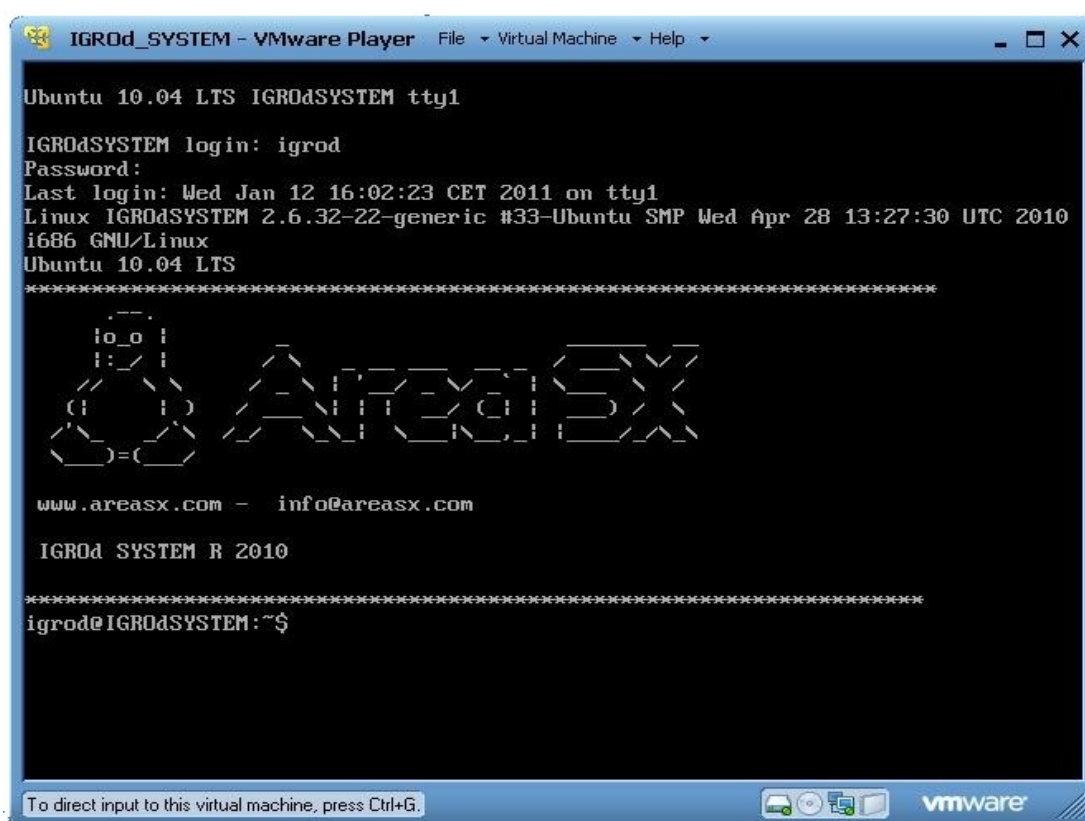 IGROd_SYSTEM - VMware Player File Virtual Machine Help
Ubuntu 10.04 LTS IGROdSYSTEM tty1
IGROdSYSTEM login: igrod
Password:
Last login: Wed Jan 12 16:02:23 CET 2011 on tty1
Linux IGROdSYSTEM 2.6.32-22-generic #33-Ubuntu SMP Wed Apr 28 13:27:30 UTC 2010
i686 GNU/Linux
Ubuntu 10.04 LTS
AreaSX
www.areasx.com - info@areasx.com
IGROd SYSTEM R 2010
igrod@IGROdSYSTEM:~$
To direct input to this virtual machine, press Ctrl+G.
vmware